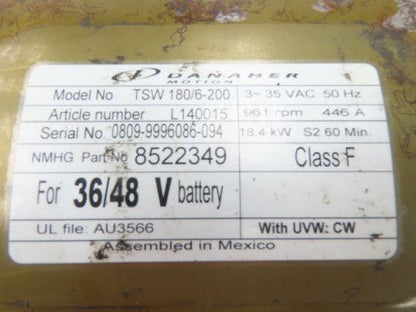 DANAHER
MOTION
Model No TSW 180/6-200 3~ 35 VAC 50 Hz
Article number L140015 961 rpm 446 A
Serial No. 0809-9996086-094 18.4 kW S2 60 Min.
NMHG Part No 8522349 Class F
For 36/48 V battery
UL file: AU3566 With UVW: CW
Assembled in Mexico